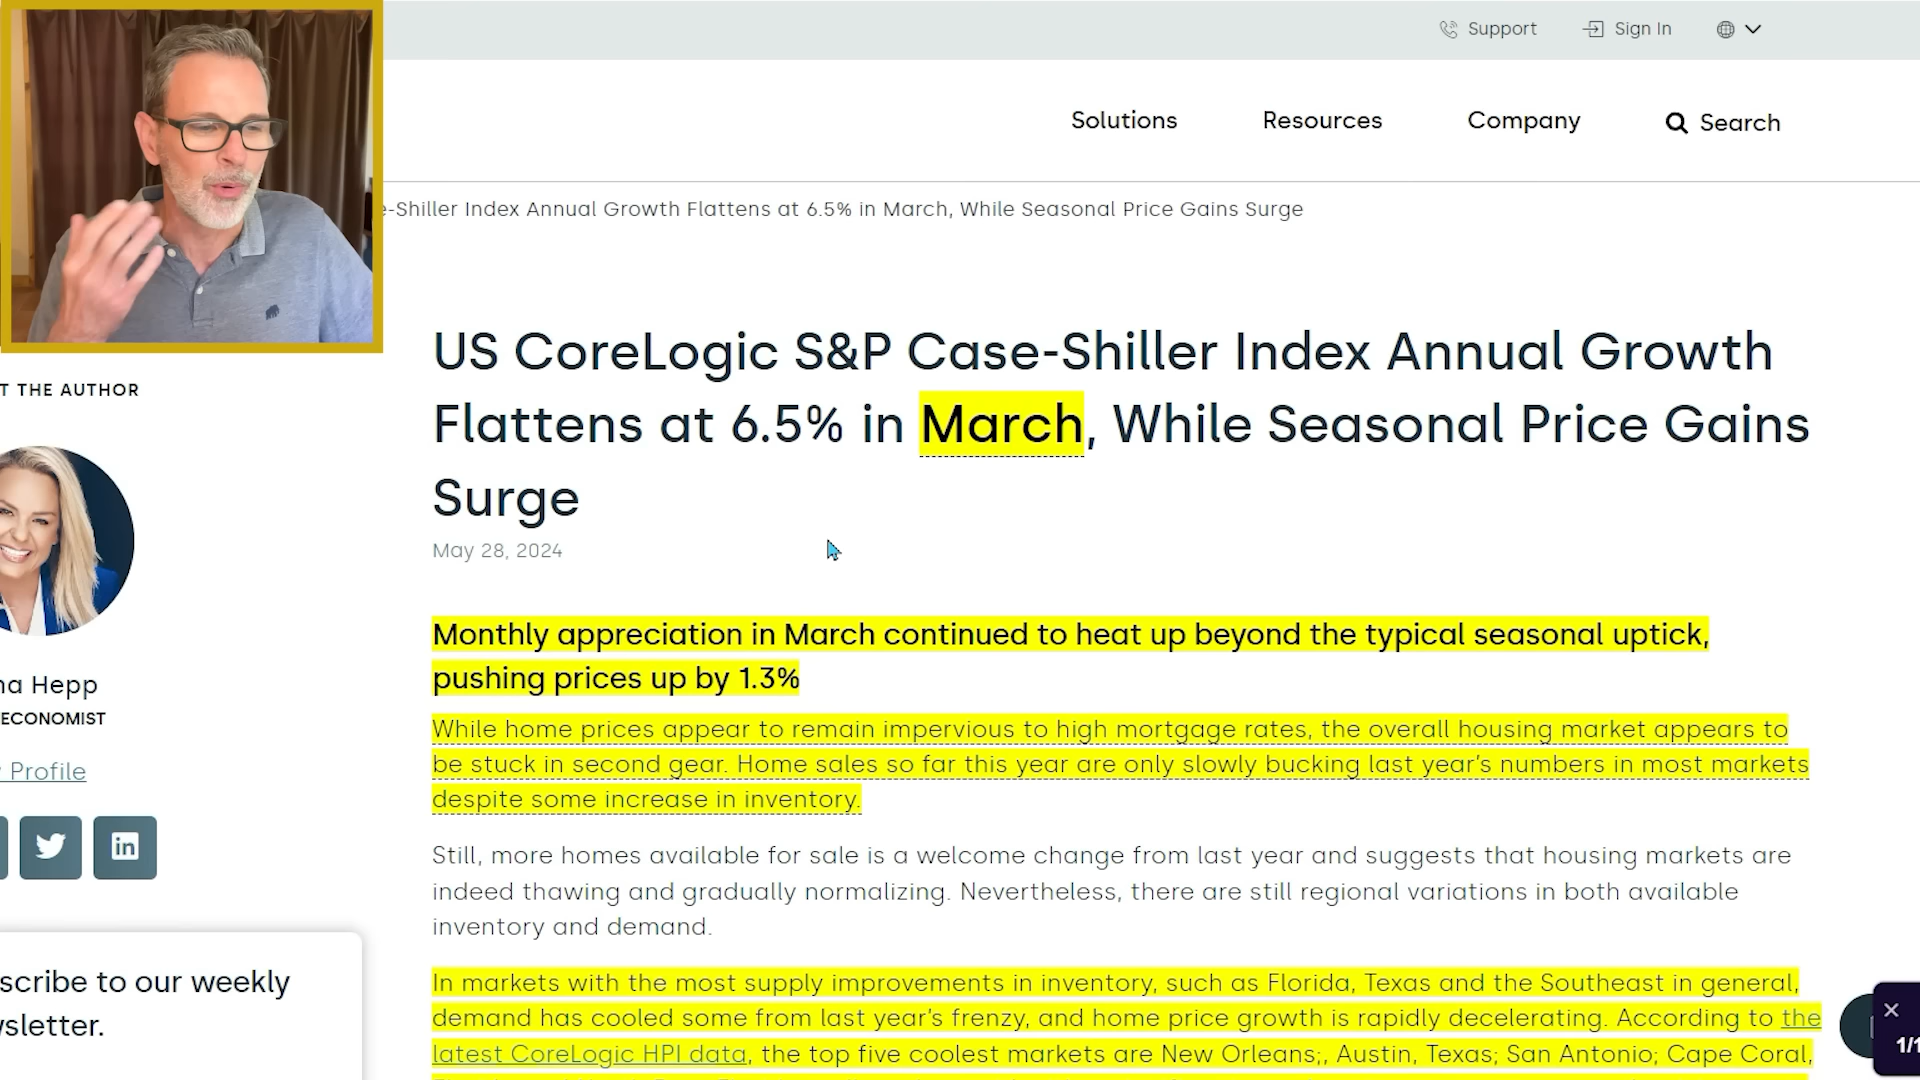 Support
Sign In
Solutions
Resources
Company
Search
e-Shiller Index Annual Growth Flattens at 6.5% in March, While Seasonal Price Gains Surge
US CoreLogic S&P Case-Shiller Index Annual Growth
Flattens at 6.5% in March, While Seasonal Price Gains
Surge
May 28, 2024
T THE AUTHOR
na Hepp
ECONOMIST
Profile
in
scribe to our weekly
sletter.
Monthly appreciation in March continued to heat up beyond the typical seasonal uptick,
pushing prices up by 1.3%
While home prices appear to remain impervious to high mortgage rates, the overall housing market appears to
be stuck in second gear. Home sales so far this year are only slowly bucking last year’s numbers in most markets
despite some increase in inventory.
Still, more homes available for sale is a welcome change from last year and suggests that housing markets are
indeed thawing and gradually normalizing. Nevertheless, there are still regional variations in both available
inventory and demand.
In markets with the most supply improvements in inventory, such as Florida, Texas and the Southeast in general,
demand has cooled some from last year’s frenzy, and home price growth is rapidly decelerating. According to the
latest CoreLogic HPI data, the top five coolest markets are New Orleans;, Austin, Texas; San Antonio; Cape Coral,
1/1